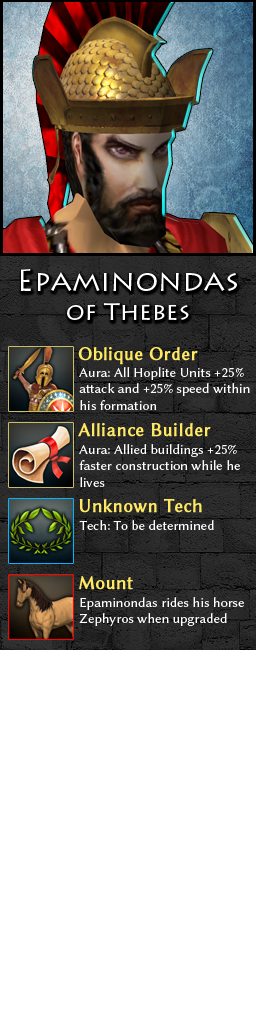 Epaminondas
of Thebes
Oblique Order
Aura: All Hoplite Units +25%
attack and +25% speed within
his formation
Alliance Builder
Aura: Allied buildings +25%
faster construction while he
lives
Unknown Tech
Tech: To be determined
Mount
Epaminondas rides his horse
Zephyros when upgraded